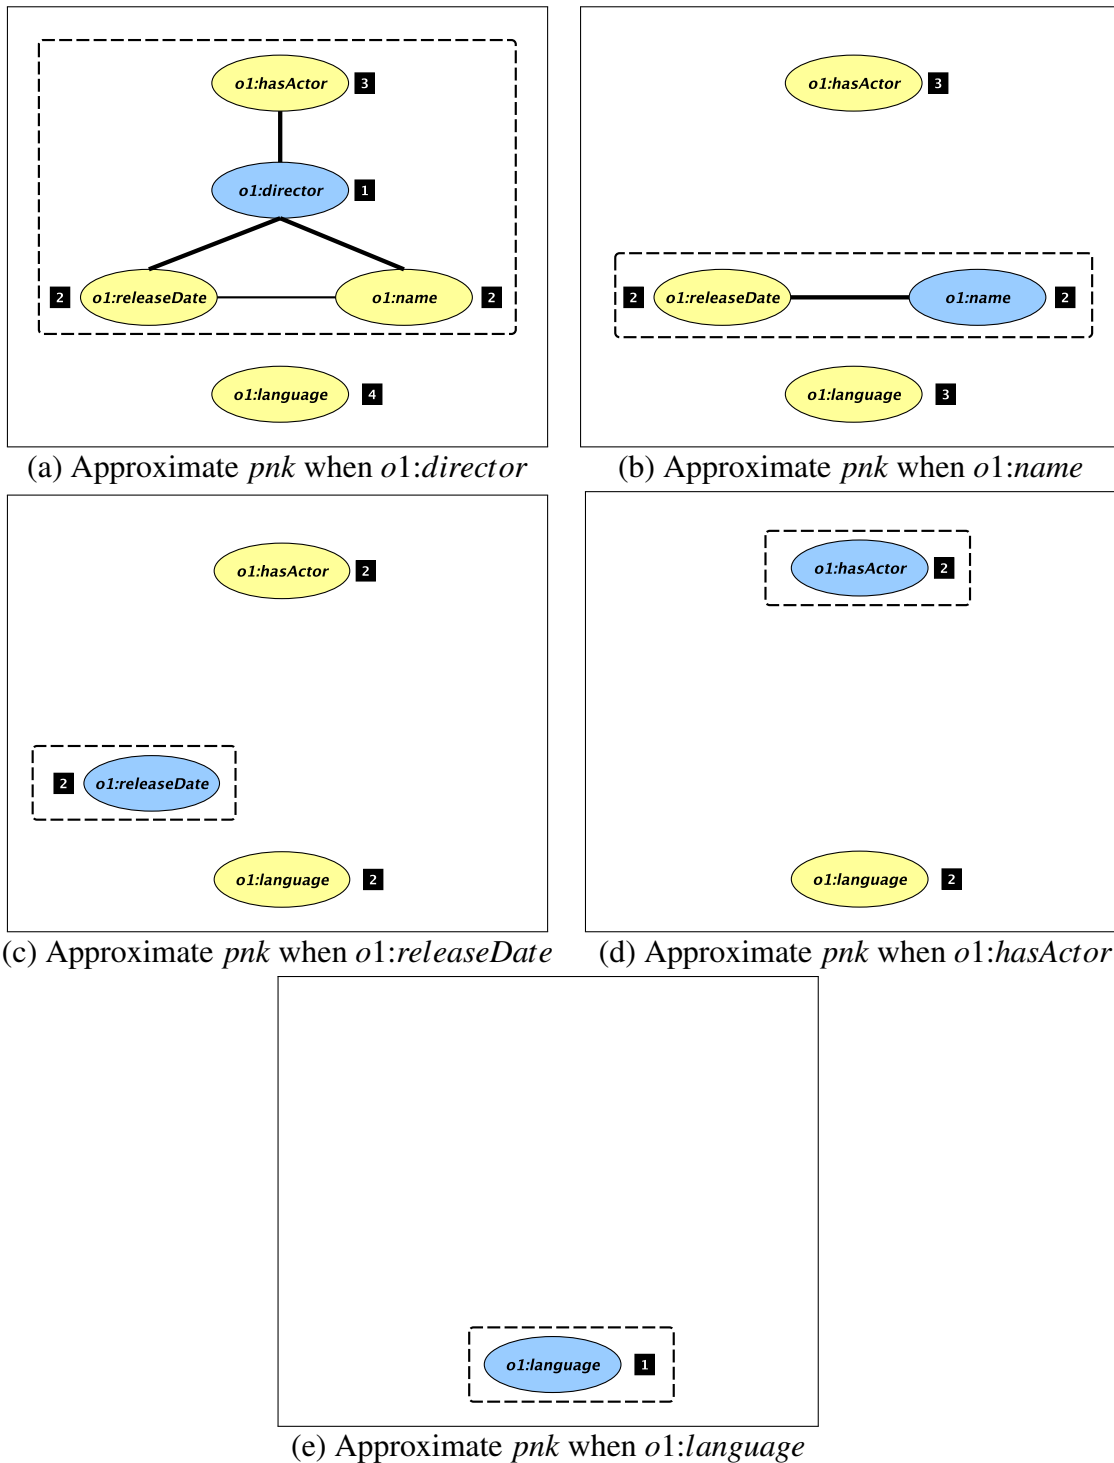 o1:hasActor 3
o1:director 1
2 o1:releaseDate o1:name 2
o1:language 4
(a) Approximate pnk when o1:director
o1:hasActor 3
2 o1:releaseDate o1:name 2
o1:language 3
(b) Approximate pnk when o1:name
o1:hasActor 2
2 o1:releaseDate
o1:language 2
(c) Approximate pnk when o1:releaseDate
o1:hasActor 2
o1:language 2
(d) Approximate pnk when o1:hasActor
o1:language 1
(e) Approximate pnk when o1:language